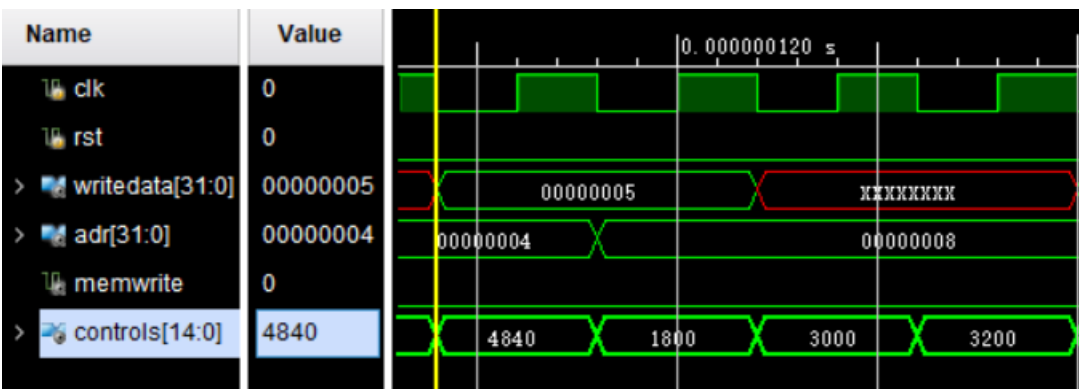 Name Value 0.000000120 s
clk 0
rst 0
> writedata[31:0] 00000005 00000005 XXXXXXXX
> adr[31:0] 00000004 00000004 00000008
memwrite 0
> controls[14:0] 4840 4840 1800 3000 3200